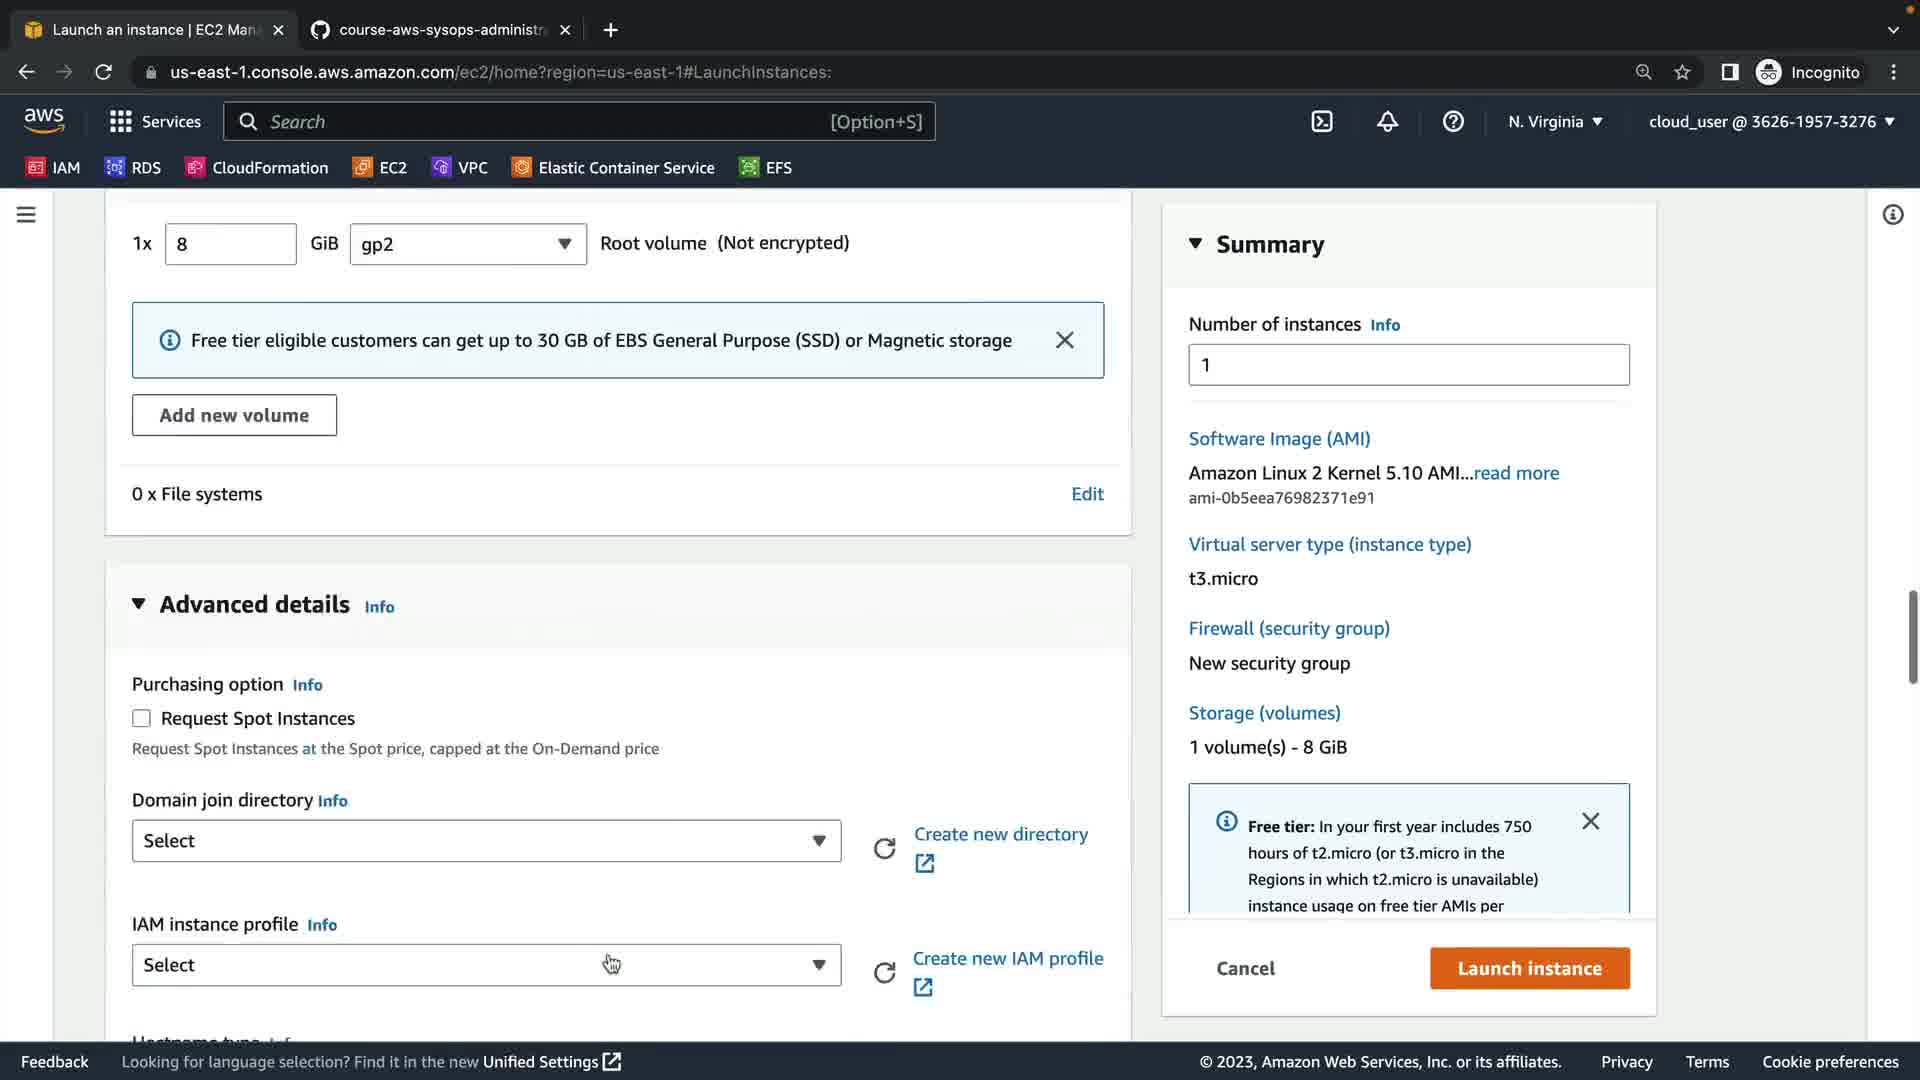 Launch an instance | EC2 Man
course-aws-sysops-administr
us-east-1.console.aws.amazon.com/ec2/home?region=us-east-1#LaunchInstances:
Incognito
aws
Services
Search
[Option+S]
N. Virginia
cloud_user @ 3626-1957-3276
IAM
RDS
CloudFormation
EC2
VPC
Elastic Container Service
EFS
1x
8
GiB
gp2
Root volume (Not encrypted)
Free tier eligible customers can get up to 30 GB of EBS General Purpose (SSD) or Magnetic storage
Add new volume
0 x File systems
Edit
Advanced details Info
Purchasing option Info
Request Spot Instances
Request Spot Instances at the Spot price, capped at the On-Demand price
Domain join directory Info
Select
Create new directory
IAM instance profile Info
Select
Create new IAM profile
Hostname type
Summary
Number of instances Info
1
Software Image (AMI)
Amazon Linux 2 Kernel 5.10 AMI...read more
ami-0b5eea76982371e91
Virtual server type (instance type)
t3.micro
Firewall (security group)
New security group
Storage (volumes)
1 volume(s) - 8 GiB
Free tier: In your first year includes 750
hours of t2.micro (or t3.micro in the
Regions in which t2.micro is unavailable)
instance usage on free tier AMIs per
Cancel
Launch instance
Feedback
Looking for language selection? Find it in the new Unified Settings
© 2023, Amazon Web Services, Inc. or its affiliates.
Privacy
Terms
Cookie preferences